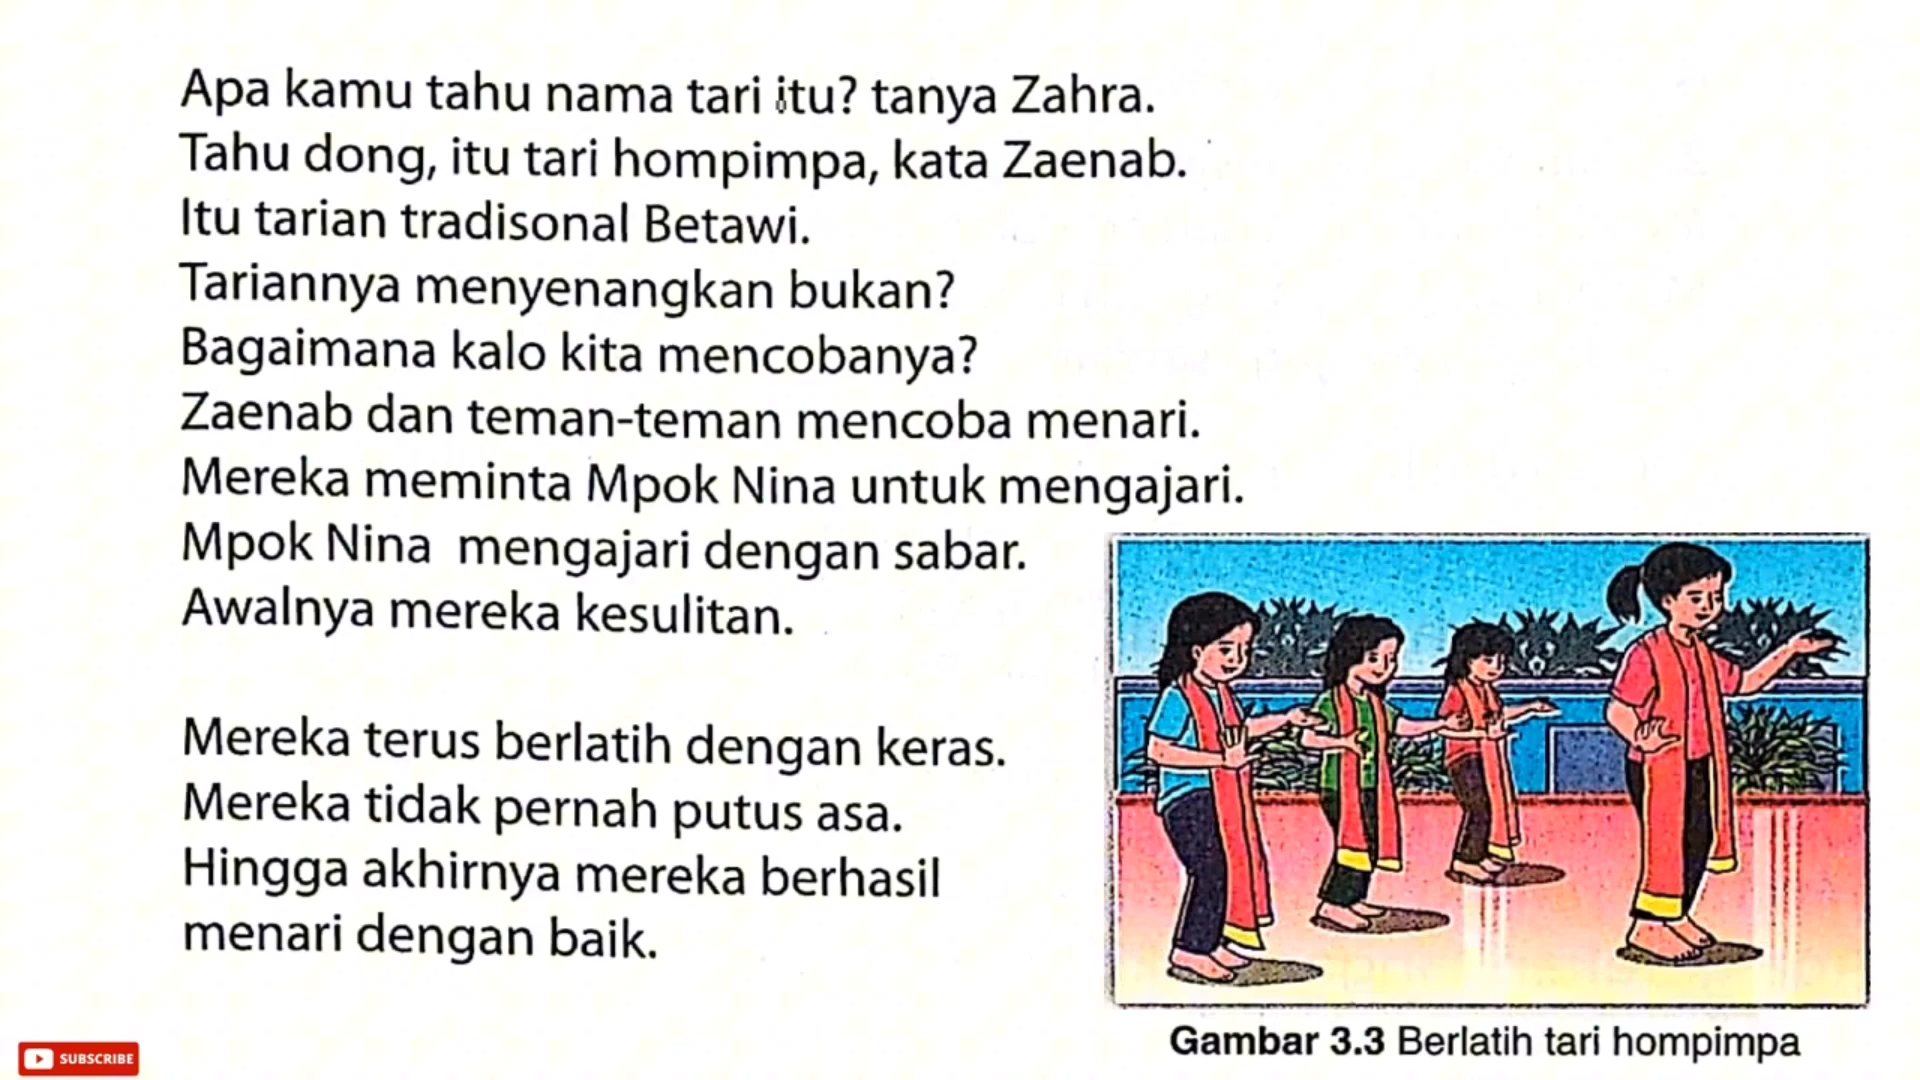 Apa kamu tahu nama tari itu? tanya Zahra.
Tahu dong, itu tari hompimpa, kata Zaenab.
Itu tarian tradisonal Betawi.
Tariannya menyenangkan bukan?
Bagaimana kalo kita mencobanya?
Zaenab dan teman-teman mencoba menari.
Mereka meminta Mpok Nina untuk mengajari.
Mpok Nina mengajari dengan sabar.
Awalnya mereka kesulitan.
Mereka terus berlatih dengan keras.
Mereka tidak pernah putus asa.
Hingga akhirnya mereka berhasil
menari dengan baik.
Gambar 3.3 Berlatih tari hompimpa
SUBSCRIBE